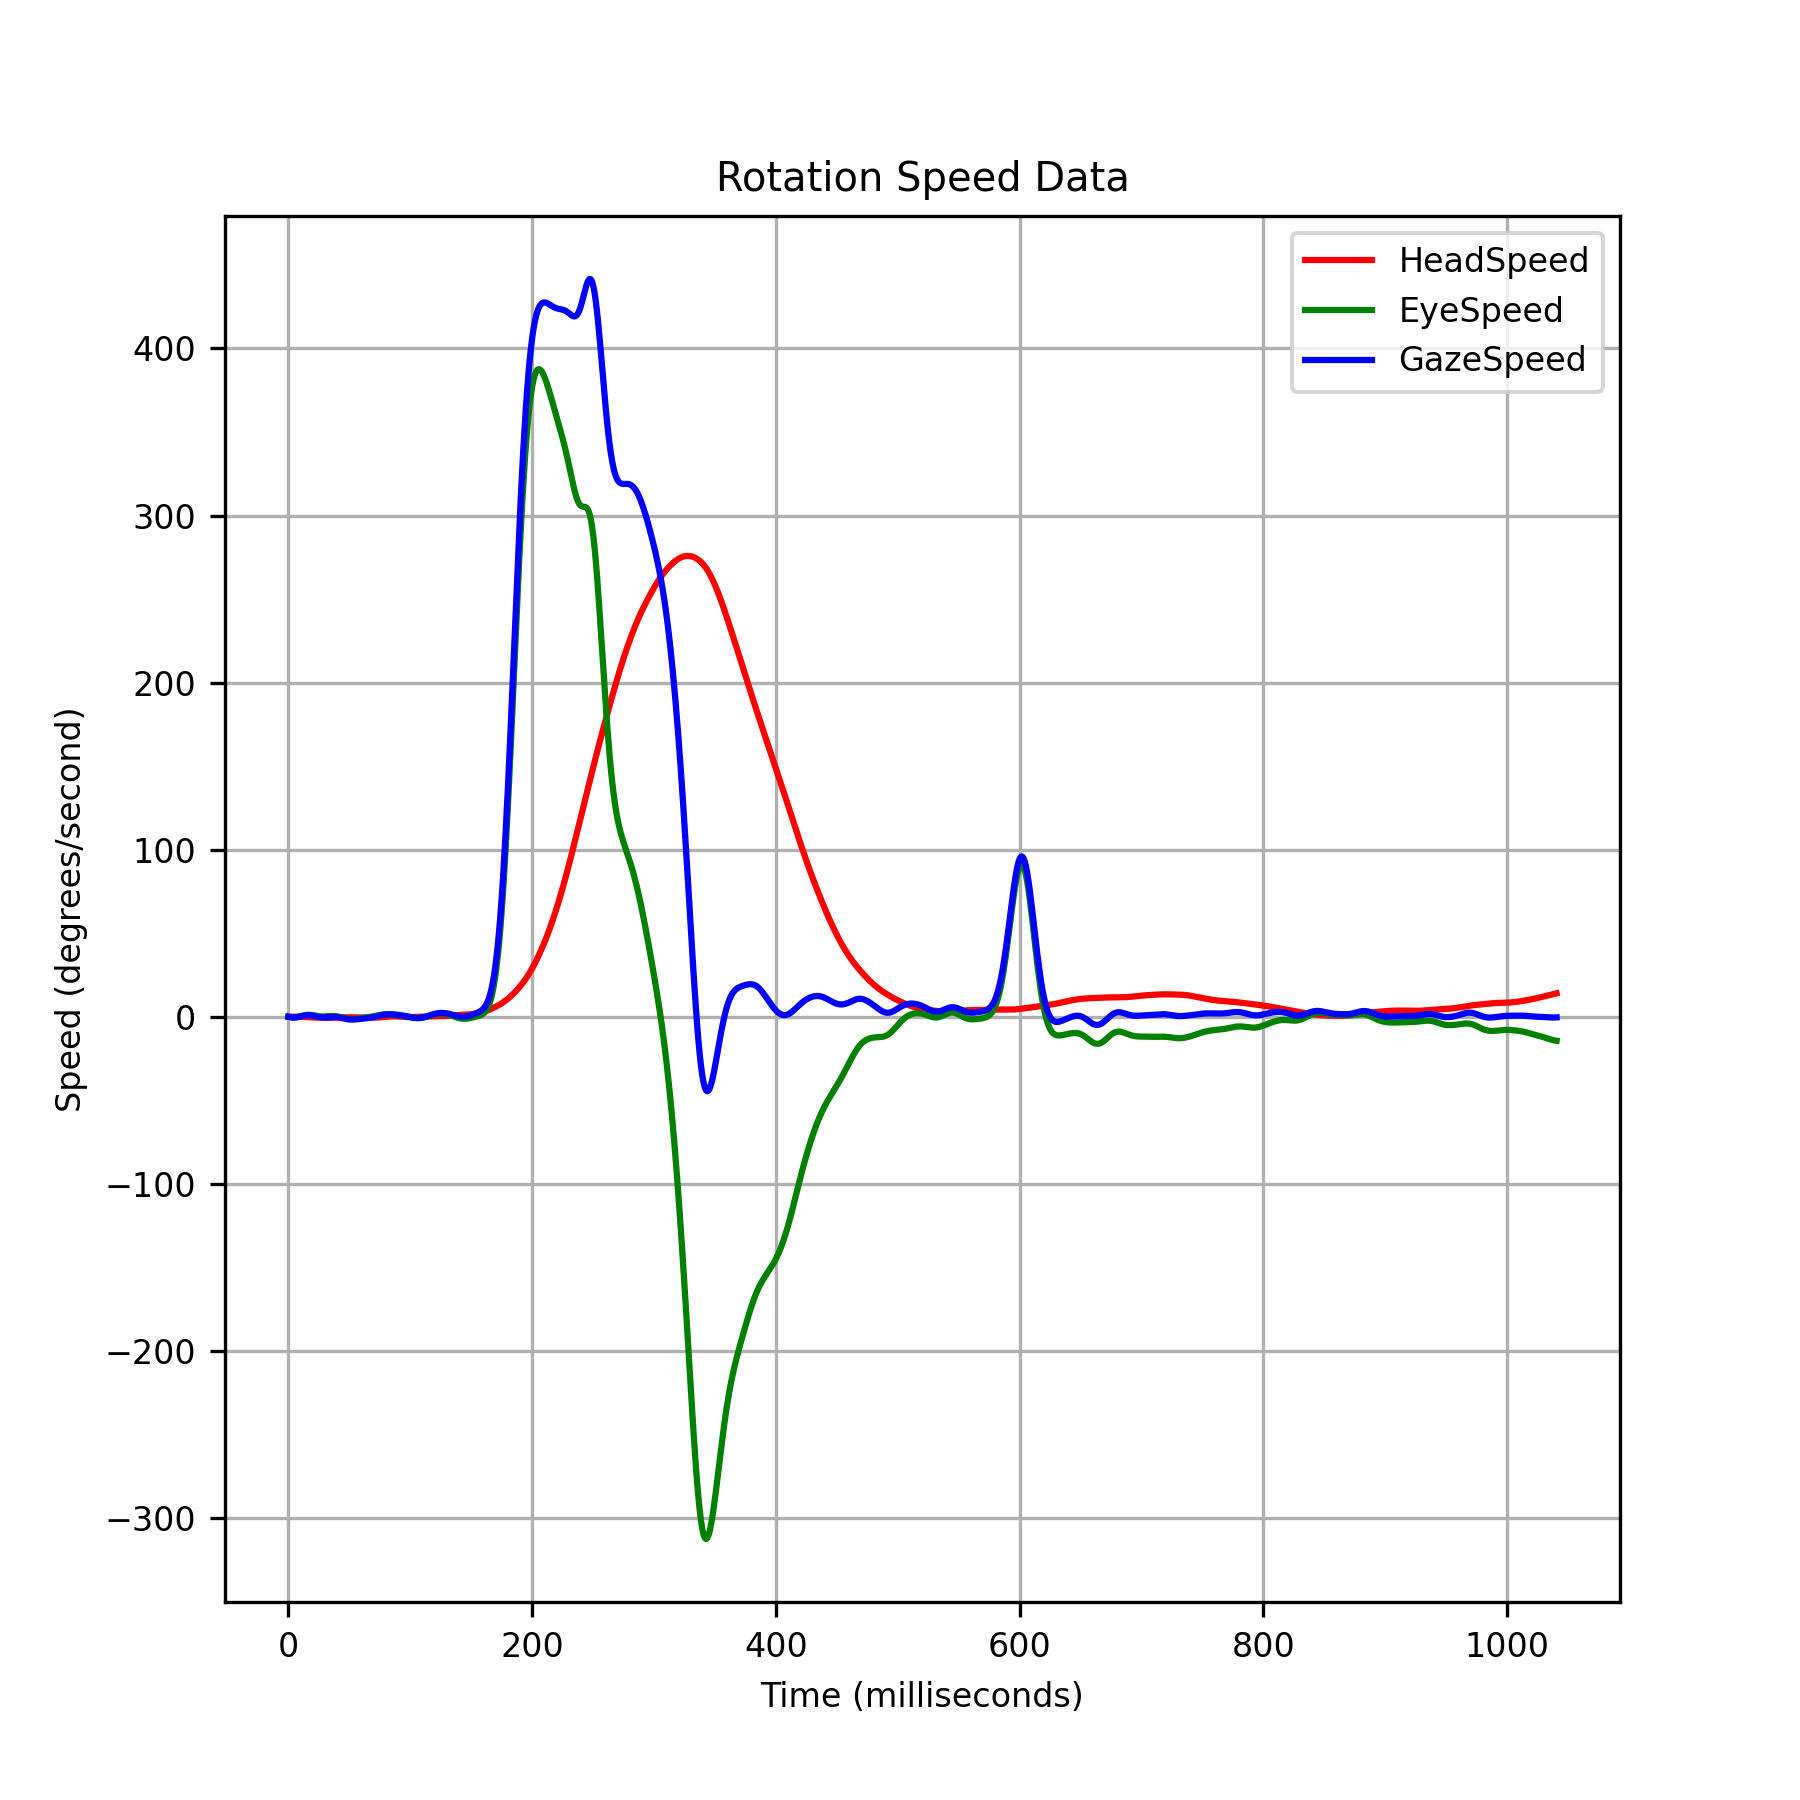 Rotation Speed Data
HeadSpeed
EyeSpeed
GazeSpeed
400
300
200
100
0
−100
−200
−300
Speed (degrees/second)
0 200 400 600 800 1000
Time (milliseconds)